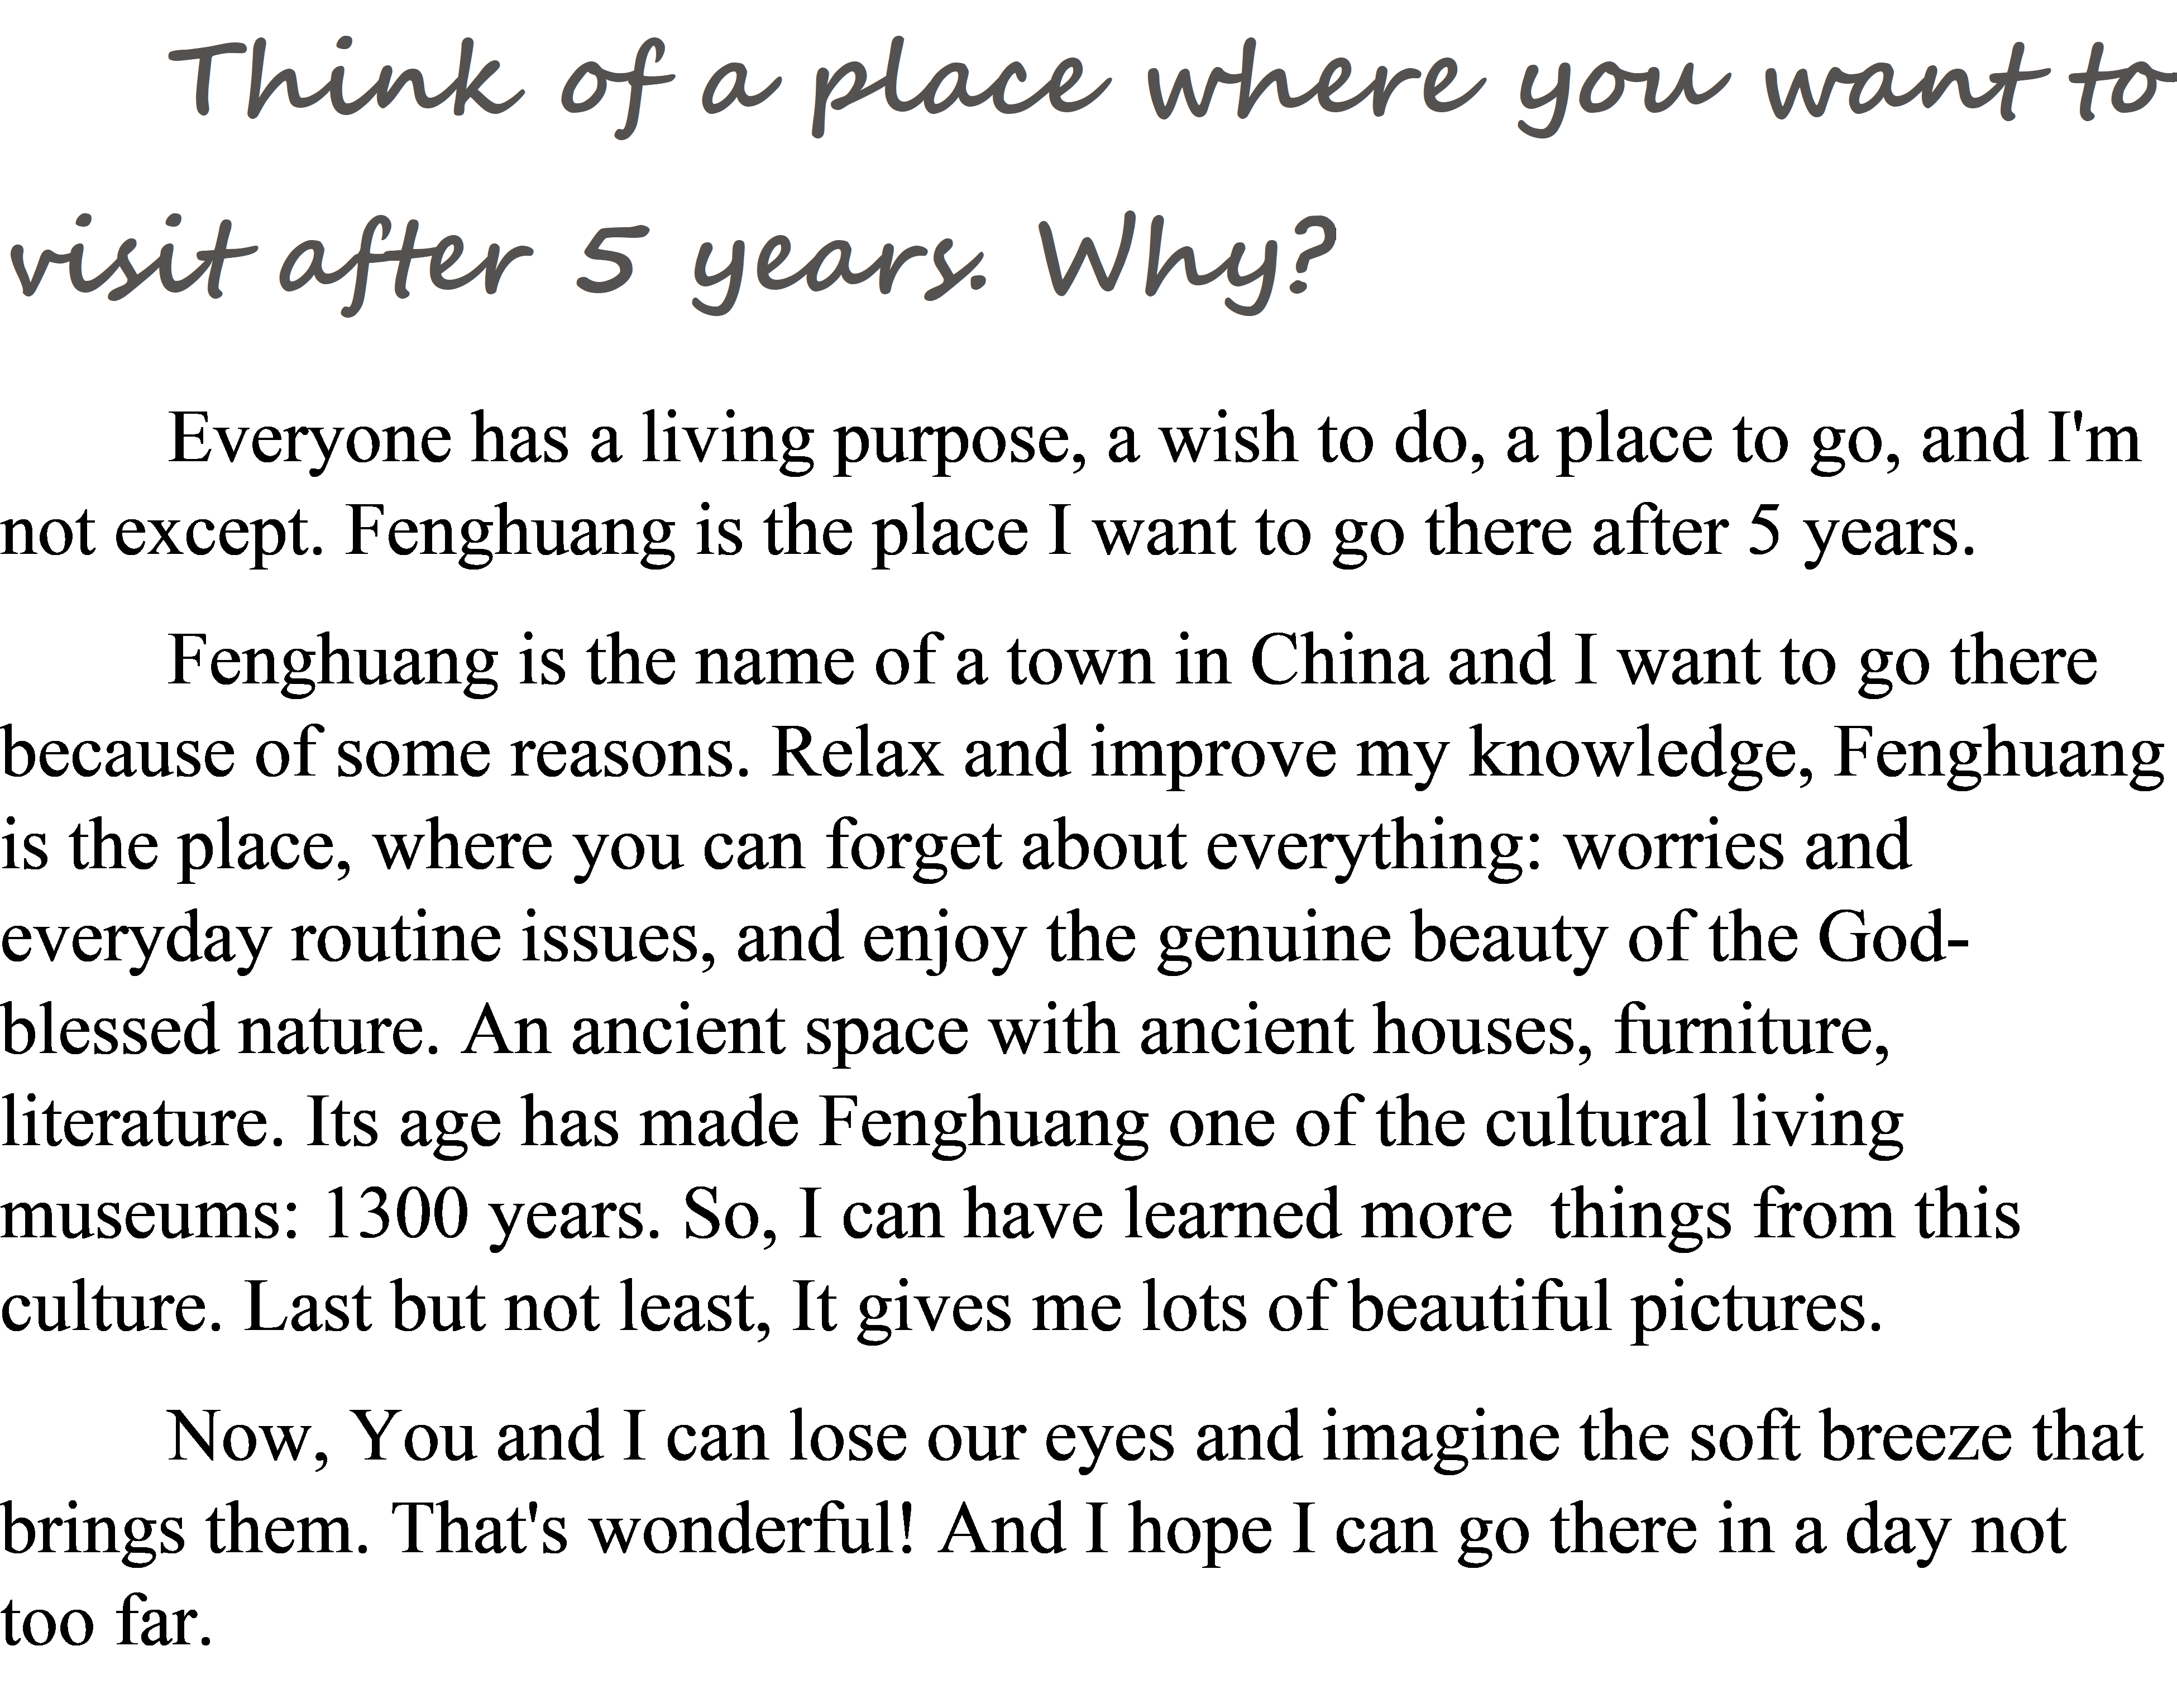 Think of a place where you want to
visit after 5 years. Why?
Everyone has a living purpose, a wish to do, a place to go, and I'm
not except. Fenghuang is the place I want to go there after 5 years.
Fenghuang is the name of a town in China and I want to go there
because of some reasons. Relax and improve my knowledge, Fenghuang
is the place, where you can forget about everything: worries and
everyday routine issues, and enjoy the genuine beauty of the God-
blessed nature. An ancient space with ancient houses, furniture,
literature. Its age has made Fenghuang one of the cultural living
museums: 1300 years. So, I can have learned more  things from this
culture. Last but not least, It gives me lots of beautiful pictures.
Now, You and I can lose our eyes and imagine the soft breeze that
brings them. That's wonderful! And I hope I can go there in a day not
too far.